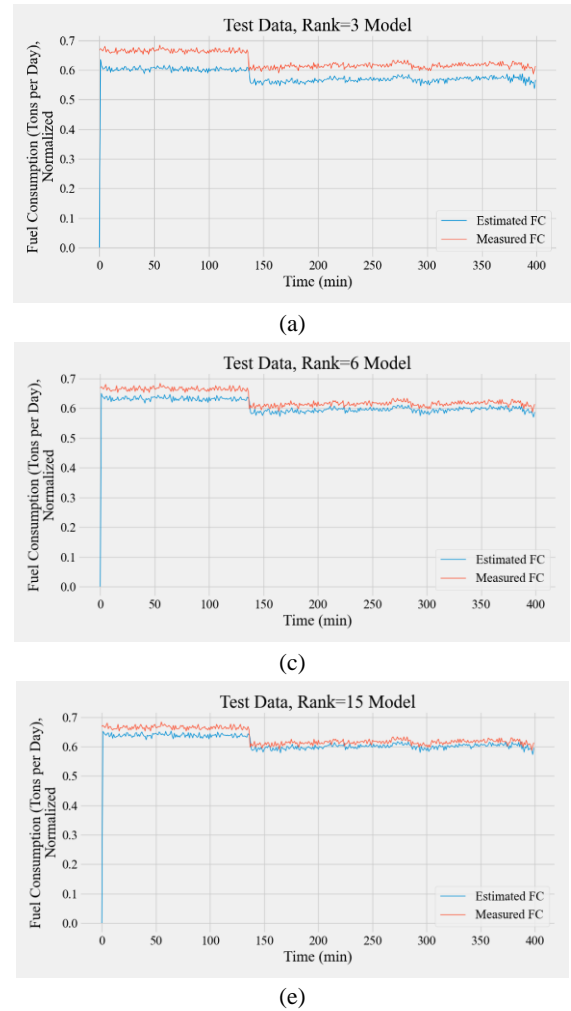 Test Data, Rank=3 Model
Fuel Consumption (Tons per Day),
Normalized
0.7
0.6
0.5
0.4
0.3
0.2
0.1
0.0
Estimated FC
Measured FC
0 50 100 150 200 250 300 350 400
Time (min)
(a)
Test Data, Rank=6 Model
Fuel Consumption (Tons per Day),
Normalized
0.7
0.6
0.5
0.4
0.3
0.2
0.1
0.0
Estimated FC
Measured FC
0 50 100 150 200 250 300 350 400
Time (min)
(c)
Test Data, Rank=15 Model
Fuel Consumption (Tons per Day),
Normalized
0.7
0.6
0.5
0.4
0.3
0.2
0.1
0.0
Estimated FC
Measured FC
0 50 100 150 200 250 300 350 400
Time (min)
(e)